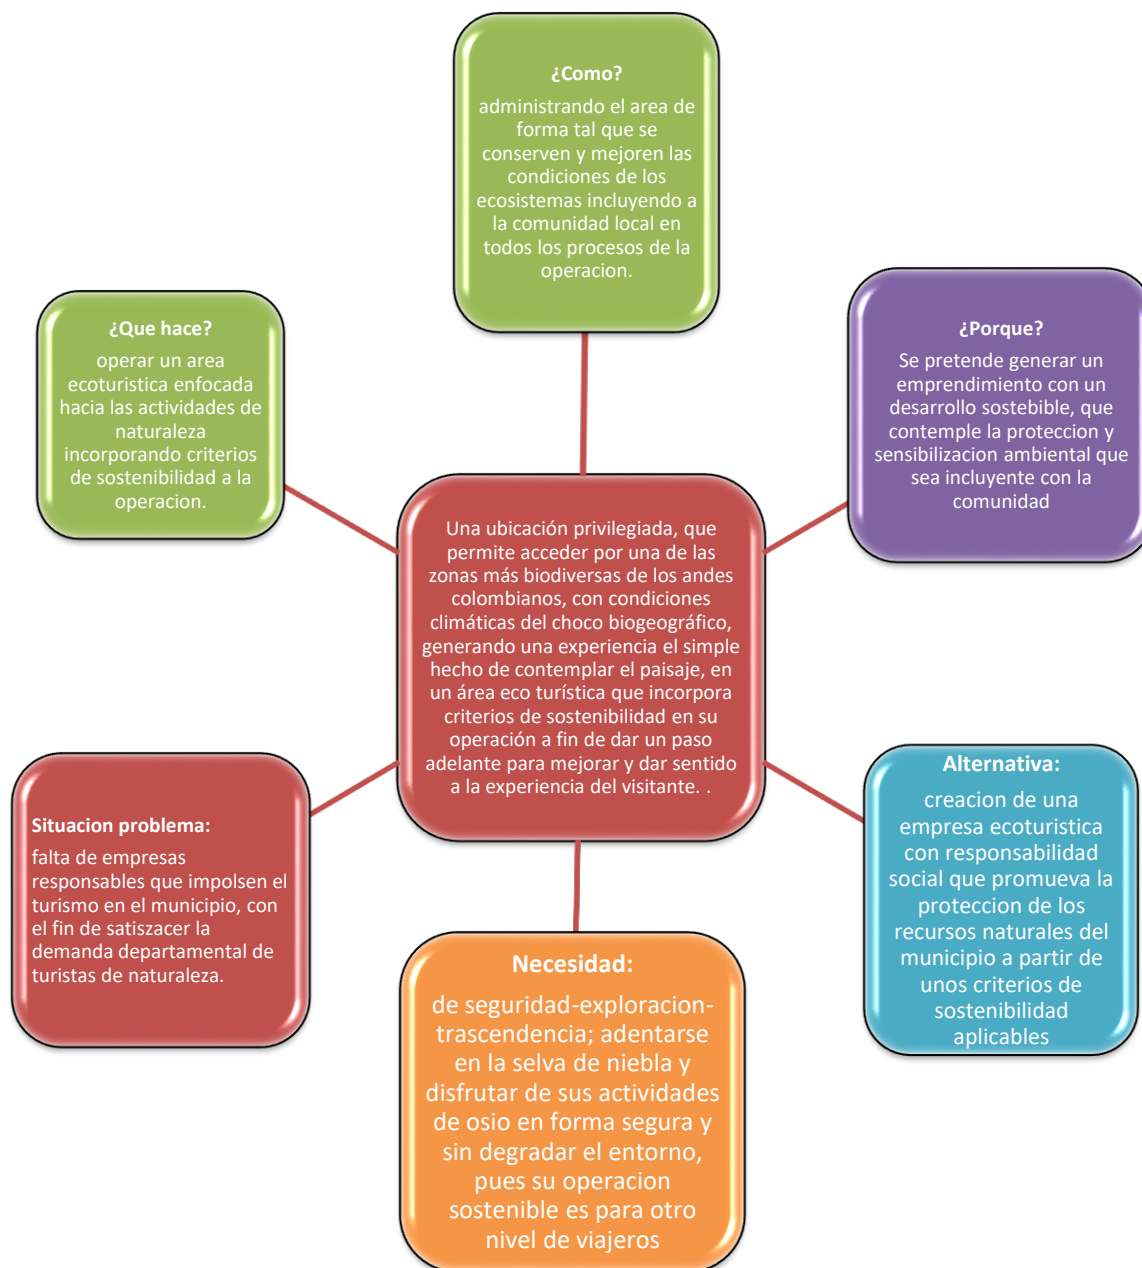 ¿Como?
administrando el area de
forma tal que se
conserven y mejoren las
condiciones de los
ecosistemas incluyendo a
la comunidad local en
todos los procesos de la
operacion.
¿Que hace?
operar un area
ecoturistica enfocada
hacia las actividades de
naturaleza
incorporando criterios
de sostenibilidad a la
operacion.
¿Porque?
Se pretende generar un
emprendimiento con un
desarrollo sostebible, que
contemple la proteccion y
sensibilizacion ambiental que
sea incluyente con la
comunidad
Una ubicación privilegiada, que
permite acceder por una de las
zonas más biodiversas de los andes
colombianos, con condiciones
climáticas del choco biogeográfico,
generando una experiencia el simple
hecho de contemplar el paisaje, en
un área eco turística que incorpora
criterios de sostenibilidad en su
operación a fin de dar un paso
adelante para mejorar y dar sentido
a la experiencia del visitante. .
Situacion problema:
falta de empresas
responsables que impolsen el
turismo en el municipio, con
el fin de satiszacer la
demanda departamental de
turistas de naturaleza.
Alternativa:
creacion de una
empresa ecoturistica
con responsabilidad
social que promueva la
proteccion de los
recursos naturales del
municipio a partir de
unos criterios de
sostenibilidad
aplicables
Necesidad:
de seguridad-exploracion-
trascendencia; adentarse
en la selva de niebla y
disfrutar de sus actividades
de osio en forma segura y
sin degradar el entorno,
pues su operacion
sostenible es para otro
nivel de viajeros